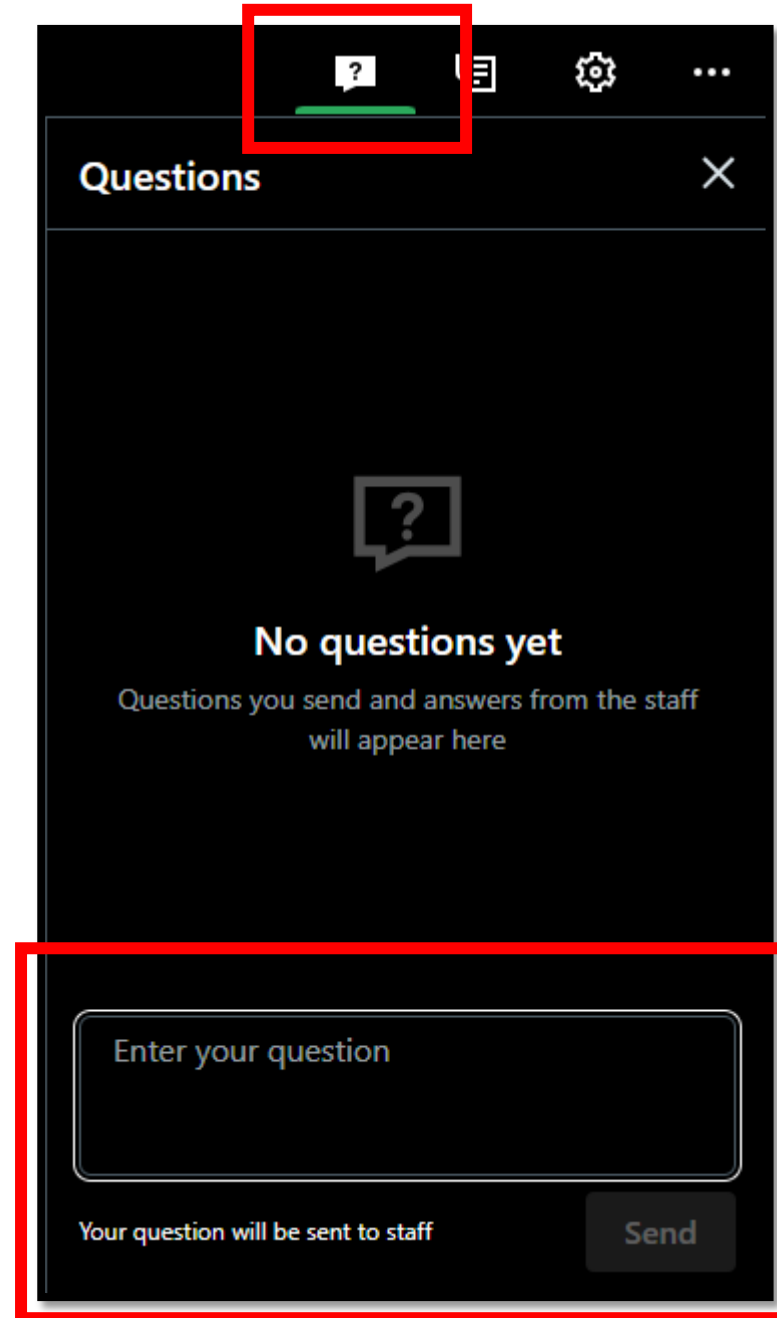 ?
Questions
?
No questions yet
Questions you send and answers from the staff
will appear here
Enter your question
Your question will be sent to staff
Send